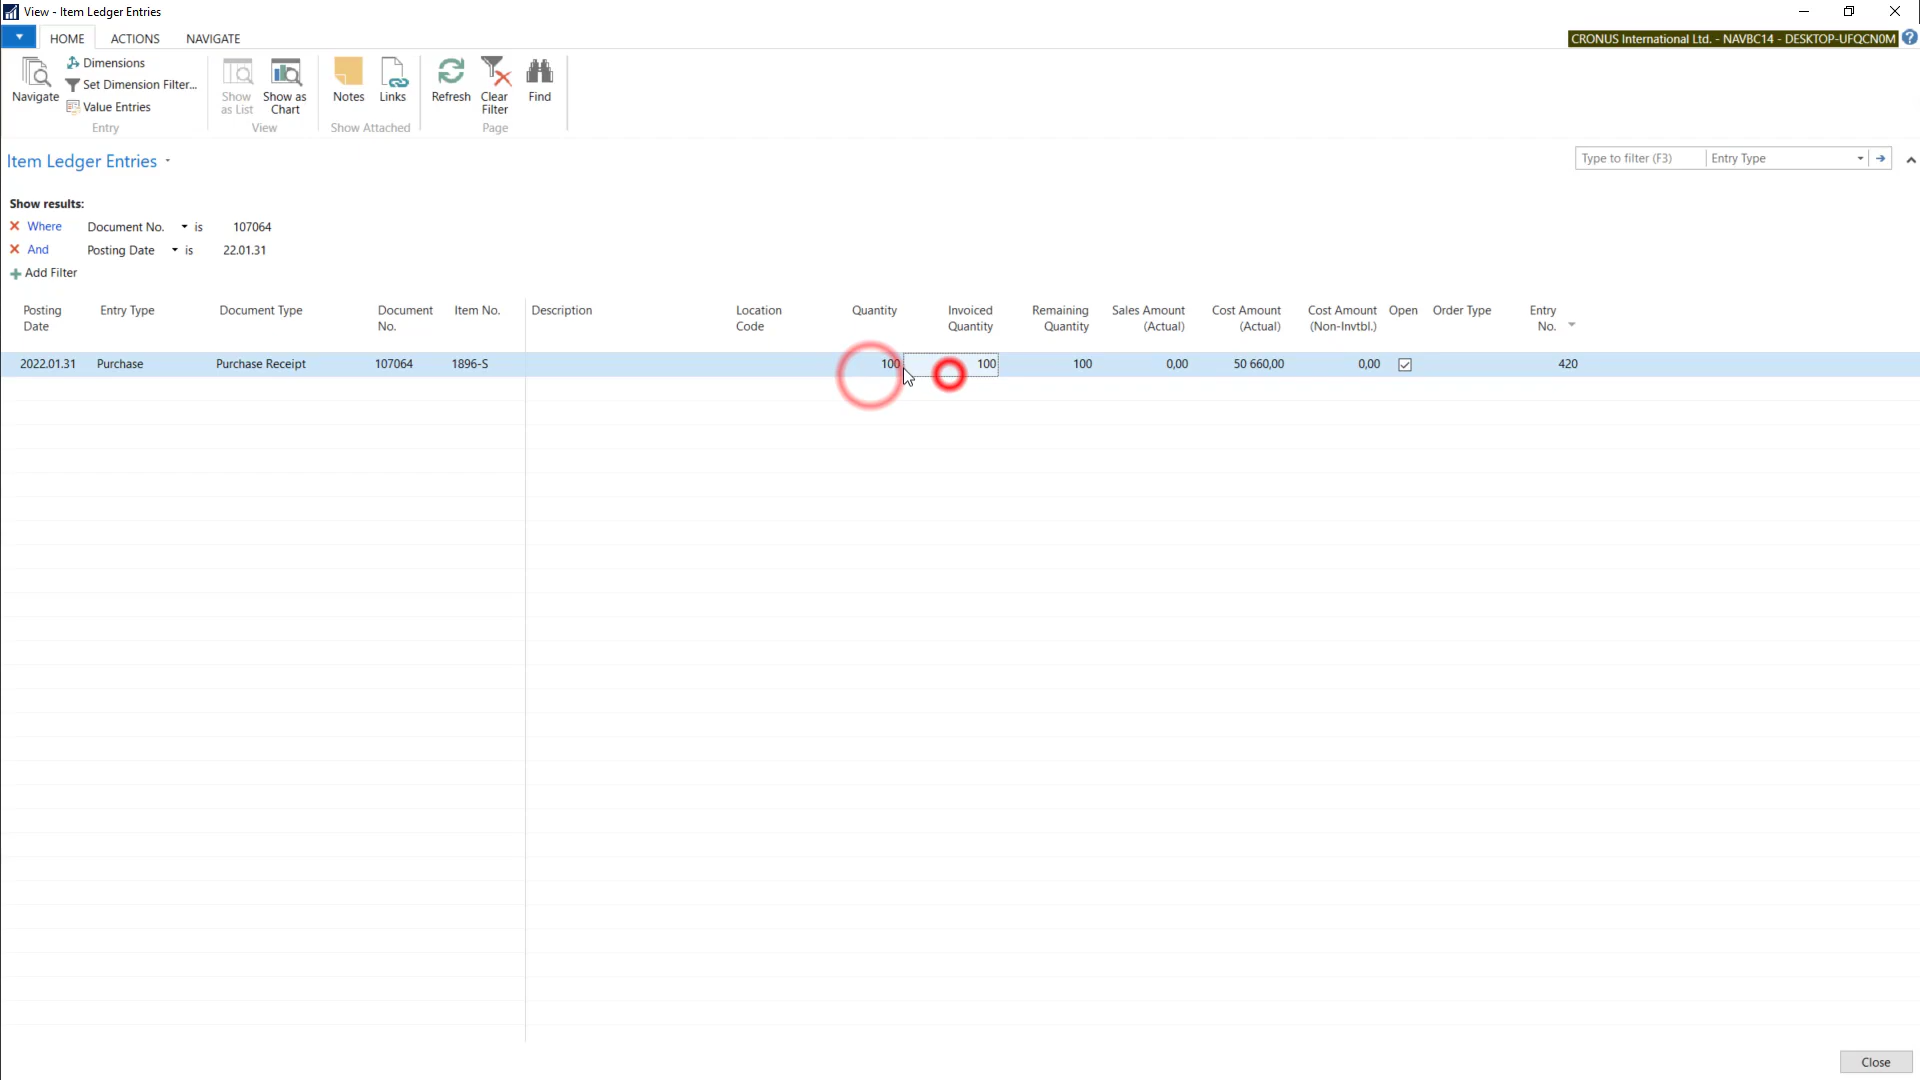 View - Item Ledger Entries
HOME ACTIONS NAVIGATE
CRONUS International Ltd. - NAVBC14 - DESKTOP-UFQCN0M
?
Navigate
Dimensions
Set Dimension Filter...
Value Entries
Entry
Show as List
Show as Chart
View
Notes
Links
Show Attached
Refresh
Clear Filter
Find
Page
Item Ledger Entries
Type to filter (F3) Entry Type
Show results:
Where Document No. is 107064
And Posting Date is 22.01.31
Add Filter
Posting Date Entry Type Document Type Document No. Item No. Description Location Code Quantity Invoiced Quantity Remaining Quantity Sales Amount (Actual) Cost Amount (Actual) Cost Amount (Non-Invtbl.) Open Order Type Entry No.
2022.01.31 Purchase Purchase Receipt 107064 1896-S 100 100 100 0,00 50 660,00 0,00 420
Close